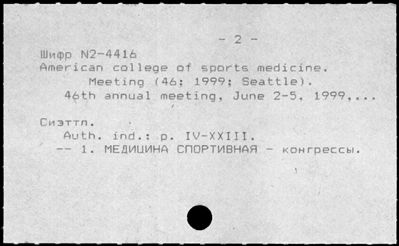 - 2 -
Шифр N2-4416
American college of sports medicine.
Meeting (46; 1999; Seattle).
46th annual meeting, June 2-5, 1999,...
Сиэттл.
Auth. ind.: p. IV-XXIII.
-- 1. МЕДИЦИНА СПОРТИВНАЯ - конгрессы.